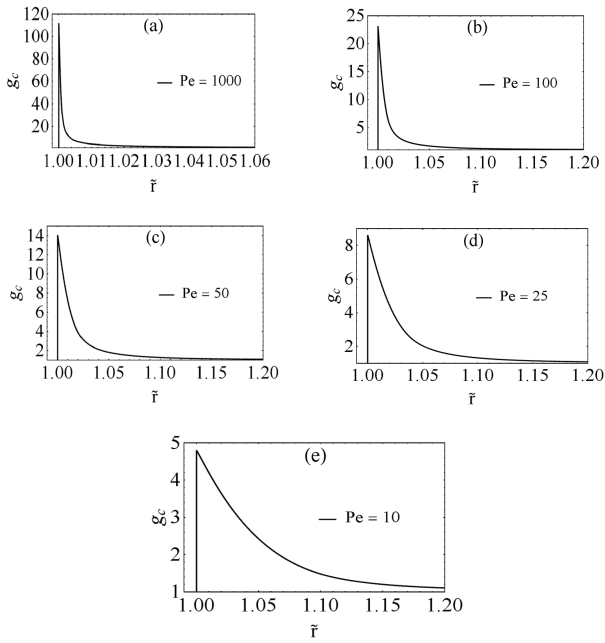 120
(a)
100
80
— Pe = 1000
60
40
20
g_c
1.00 1.01 1.02 1.03 1.04 1.05 1.06
r̃
25
(b)
20
15
— Pe = 100
10
5
g_c
1.00 1.05 1.10 1.15 1.20
r̃
14
(c)
12
10
8
— Pe = 50
6
4
2
g_c
1.00 1.05 1.10 1.15 1.20
r̃
(d)
8
6
— Pe = 25
4
2
g_c
1.00 1.05 1.10 1.15 1.20
r̃
5
(e)
4
3
— Pe = 10
2
1
g_c
1.00 1.05 1.10 1.15 1.20
r̃